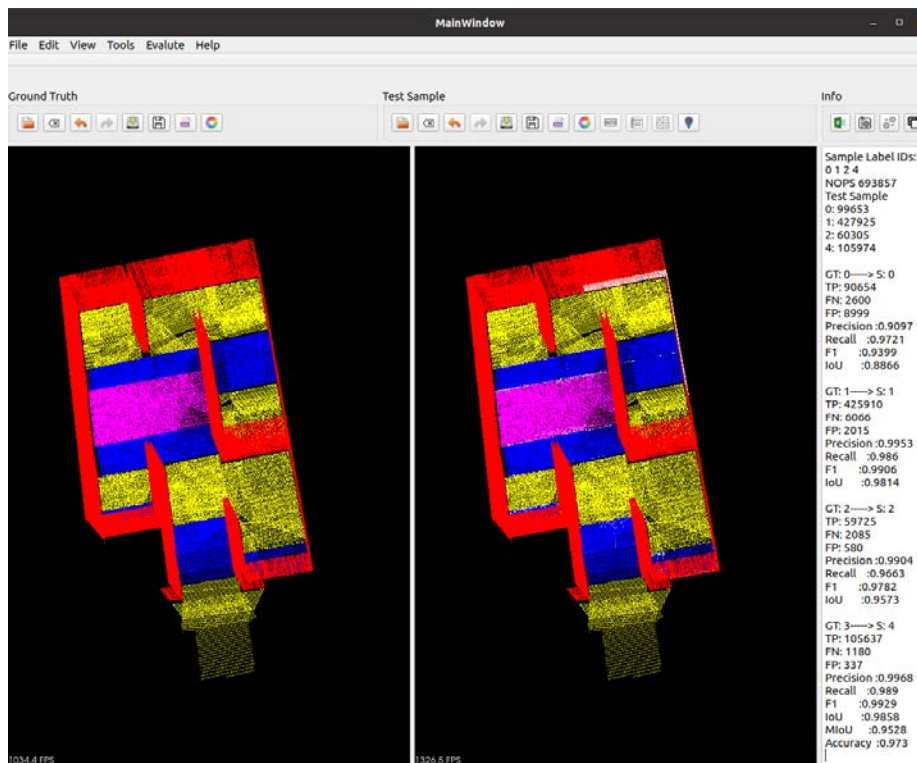 MainWindow
File Edit View Tools Evalute Help
Ground Truth
Test Sample
Info
Sample Label IDs:
0 1 2 4
NOPS 693857
Test Sample
0: 99653
1: 427925
2: 60305
4: 105974
GT: 0-----> S: 0
TP: 90654
FN: 2600
FP: 8999
Precision :0.9097
Recall :0.9721
F1 :0.9399
IoU :0.8866
GT: 1-----> S: 1
TP: 425910
FN: 6066
FP: 2015
Precision :0.9953
Recall :0.986
F1 :0.9906
IoU :0.9814
GT: 2-----> S: 2
TP: 59725
FN: 2085
FP: 580
Precision :0.9904
Recall :0.9663
F1 :0.9782
IoU :0.9573
GT: 3-----> S: 4
TP: 105637
FN: 1180
FP: 337
Precision :0.9968
Recall :0.989
F1 :0.9929
IoU :0.9858
MIoU :0.9528
Accuracy :0.973
1034.4 FPS
1326.5 FPS